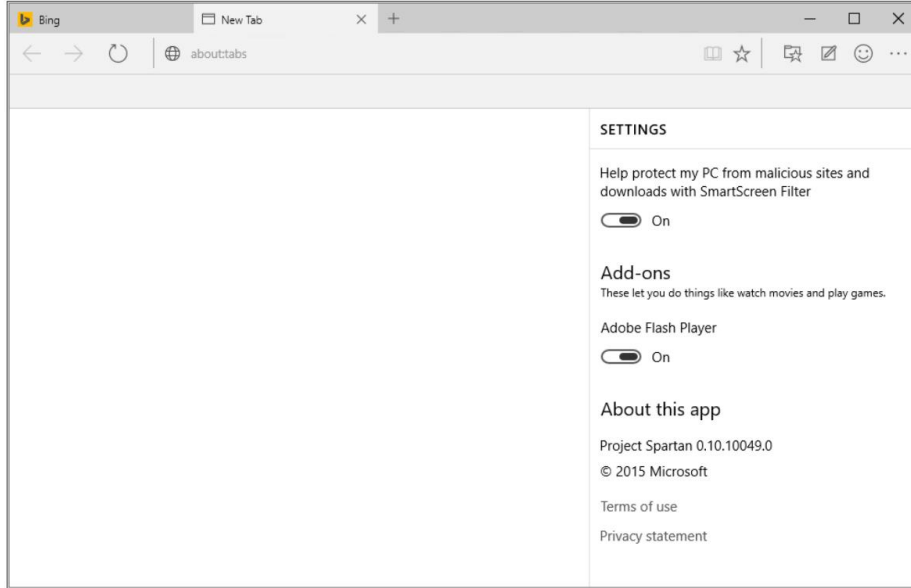 Bing
New Tab
about:tabs
SETTINGS
Help protect my PC from malicious sites and
downloads with SmartScreen Filter
On
Add-ons
These let you do things like watch movies and play games.
Adobe Flash Player
On
About this app
Project Spartan 0.10.10049.0
© 2015 Microsoft
Terms of use
Privacy statement